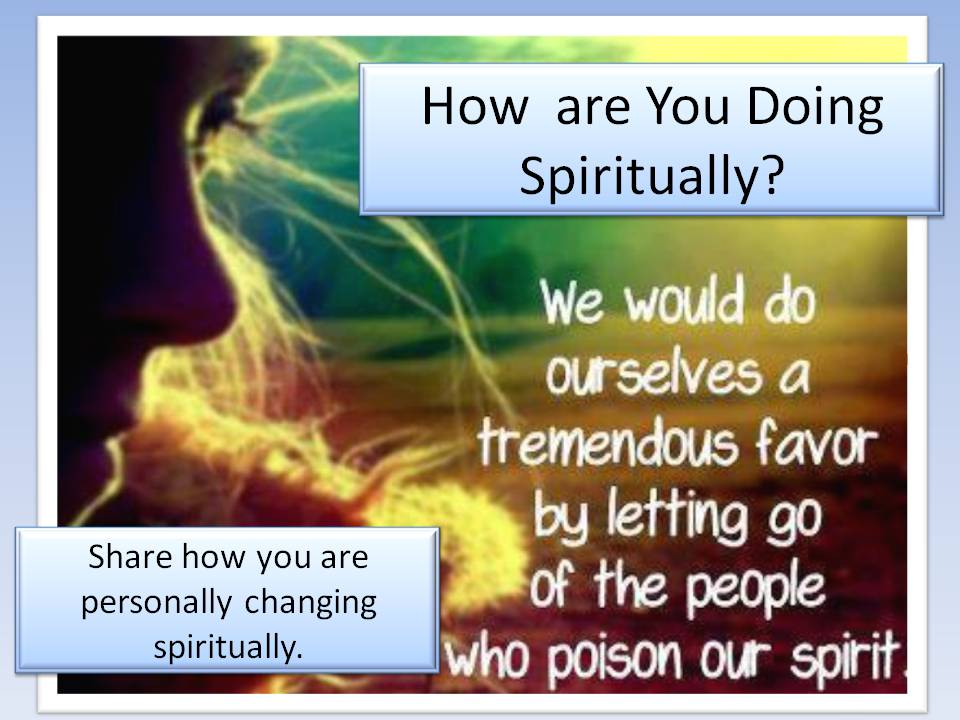 How  are You Doing
Spiritually?
We would do
ourselves a
tremendous favor
by letting go
of the people
who poison our spirit.
Share how you are
personally changing
spiritually.